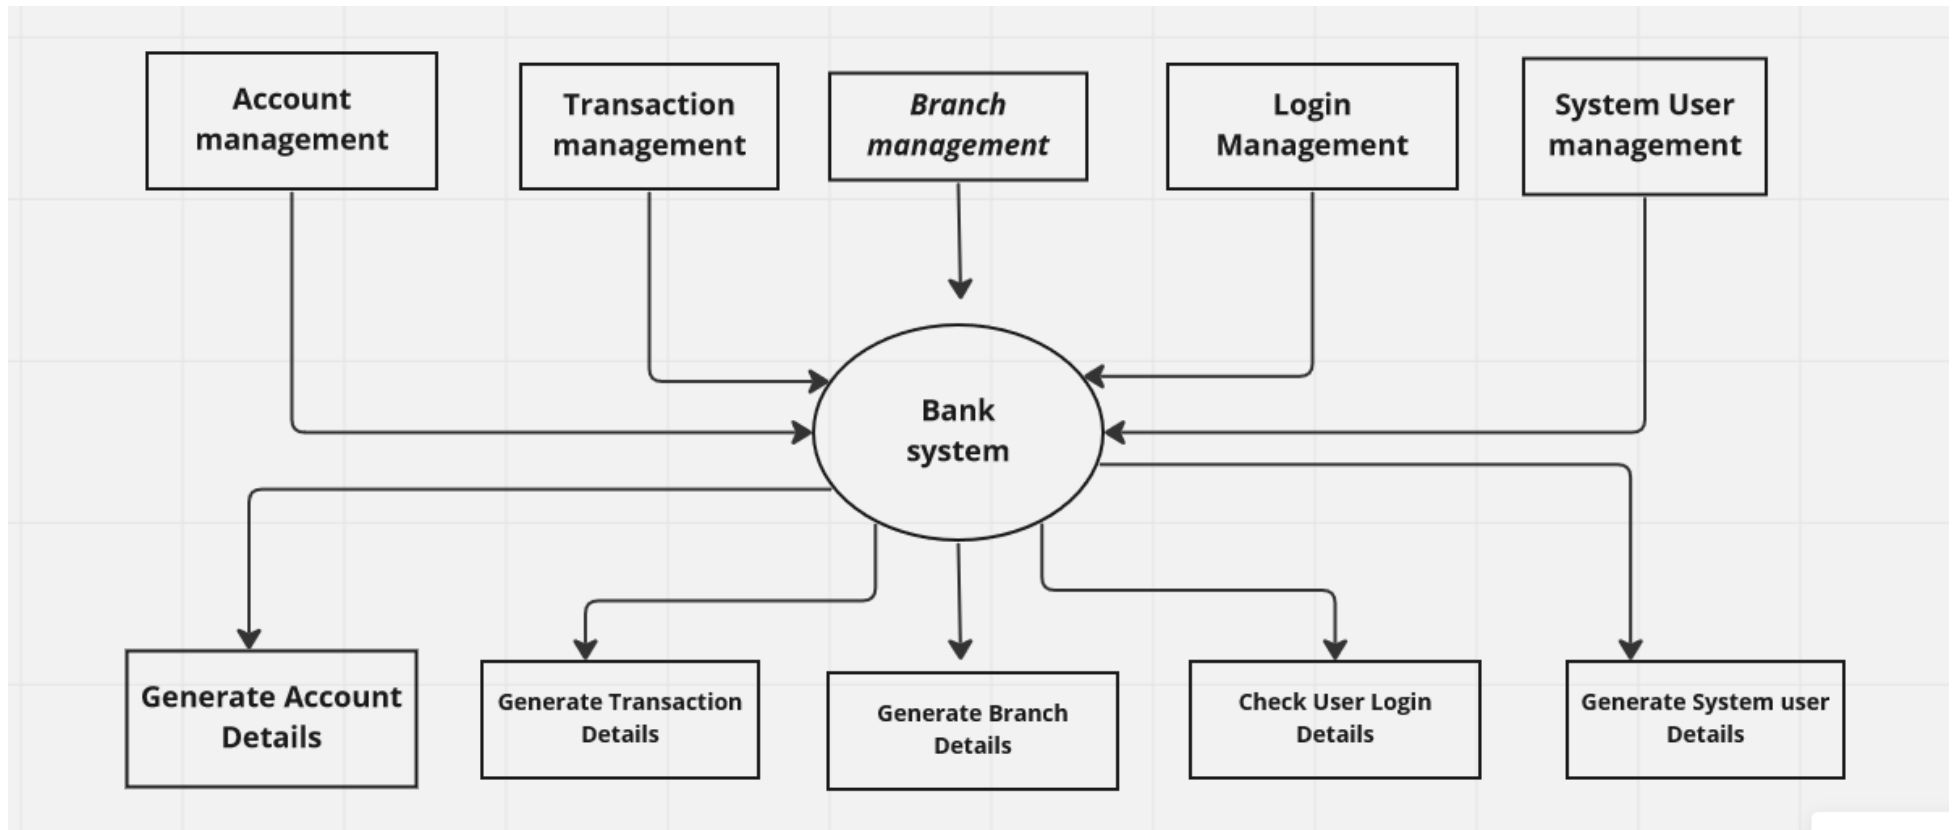 Account
management
Transaction
management
Branch
management
Login
Management
System User
management
Bank
system
Generate Account
Details
Generate Transaction
Details
Generate Branch
Details
Check User Login
Details
Generate System user
Details